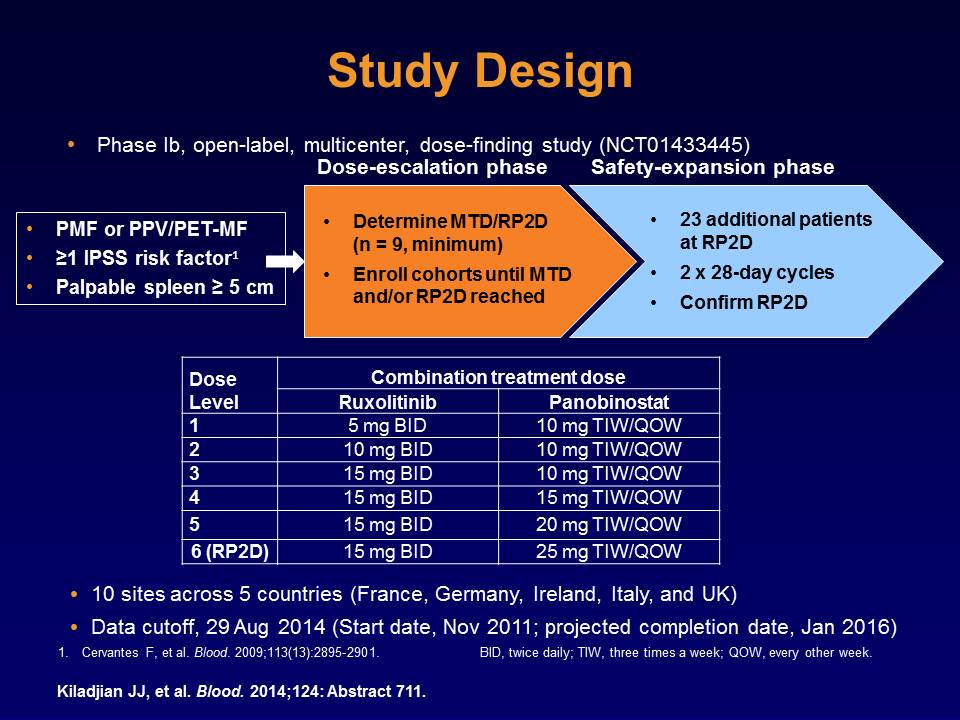 Study Design
• Phase Ib, open-label, multicenter, dose-finding study (NCT01433445)
Dose-escalation phase
Safety-expansion phase
• PMF or PPV/PET-MF
• ≥1 IPSS risk factor¹
• Palpable spleen ≥ 5 cm
• Determine MTD/RP2D
(n = 9, minimum)
• Enroll cohorts until MTD
and/or RP2D reached
• 23 additional patients
at RP2D
• 2 x 28-day cycles
• Confirm RP2D
Dose
Level
Combination treatment dose
Ruxolitinib Panobinostat
1 5 mg BID 10 mg TIW/QOW
2 10 mg BID 10 mg TIW/QOW
3 15 mg BID 10 mg TIW/QOW
4 15 mg BID 15 mg TIW/QOW
5 15 mg BID 20 mg TIW/QOW
6 (RP2D) 15 mg BID 25 mg TIW/QOW
• 10 sites across 5 countries (France, Germany, Ireland, Italy, and UK)
• Data cutoff, 29 Aug 2014 (Start date, Nov 2011; projected completion date, Jan 2016)
1. Cervantes F, et al. Blood. 2009;113(13):2895-2901.
BID, twice daily; TIW, three times a week; QOW, every other week.
Kiladjian JJ, et al. Blood. 2014;124: Abstract 711.